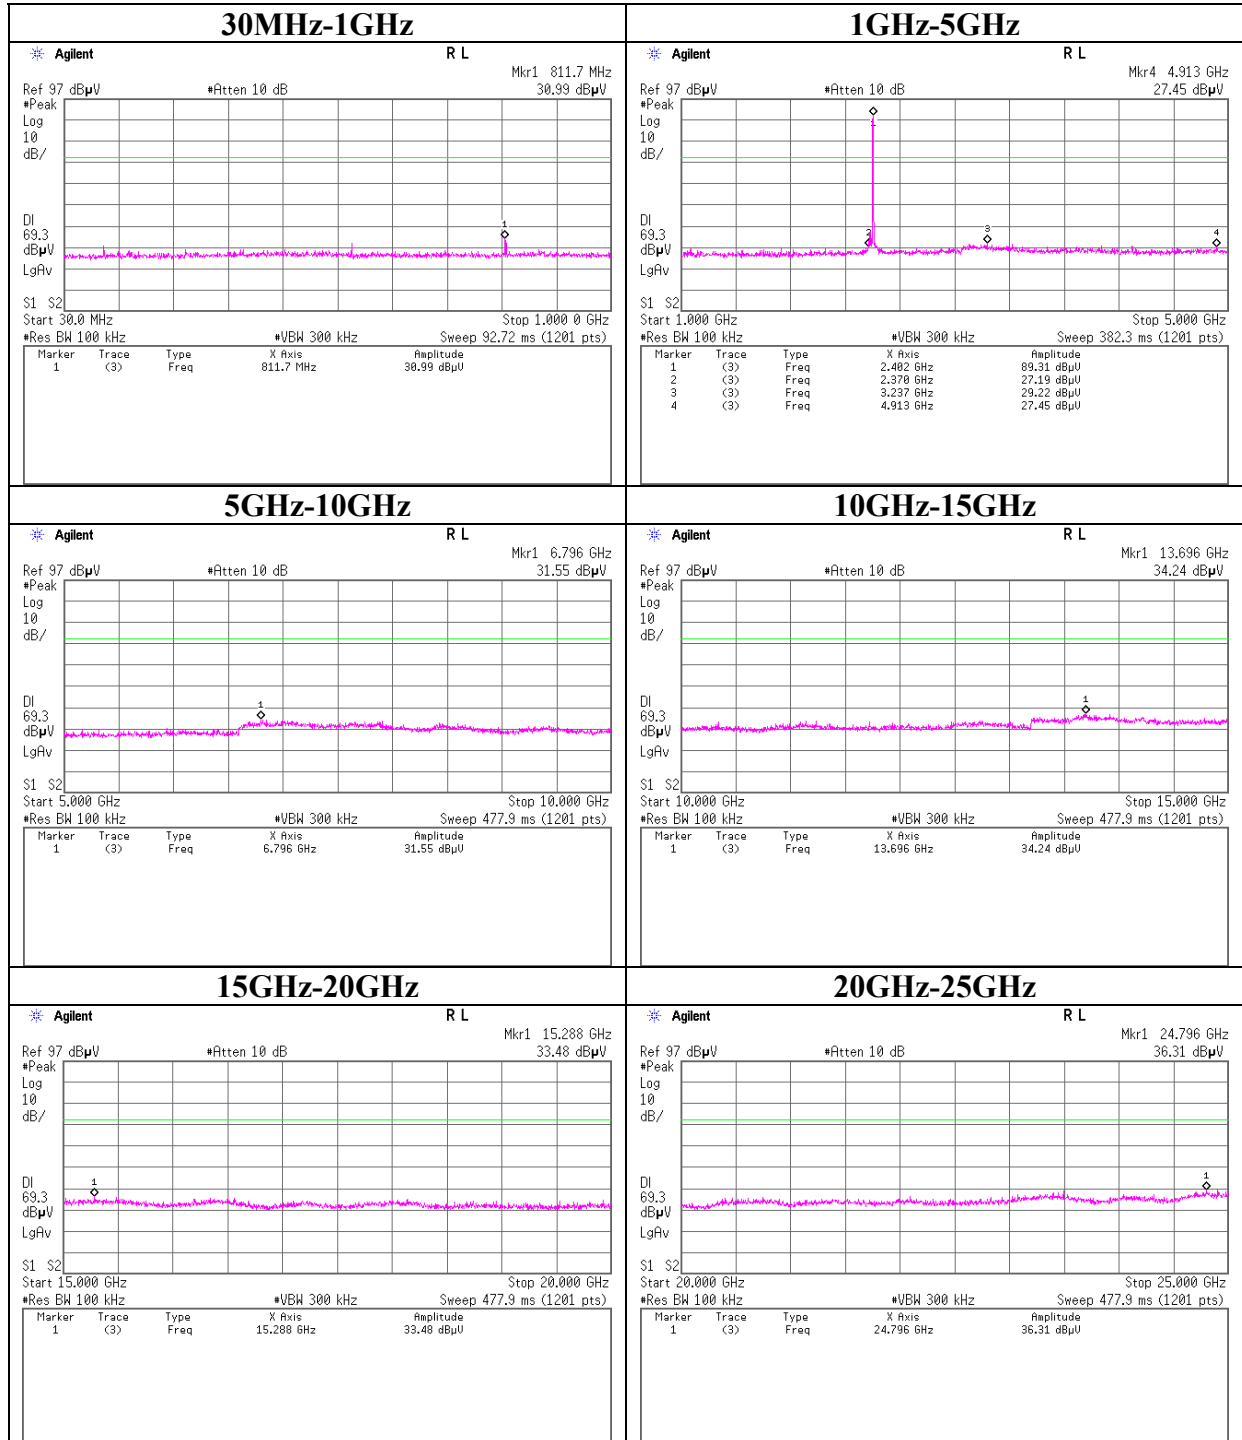 30MHz-1GHz
Agilent R L
Mkr1 811.7 MHz
Ref 97 dBµV #Atten 10 dB 30.99 dBµV
#Peak
Log
10
dB/
1
DI
69.3
dBµV
LgAv
S1 S2
Start 30.0 MHz Stop 1.000 0 GHz
#Res BW 100 kHz #VBW 300 kHz Sweep 92.72 ms (1201 pts)
Marker Trace Type X Axis Amplitude
1 (3) Freq 811.7 MHz 30.99 dBµV
1GHz-5GHz
Agilent R L
Mkr4 4.913 GHz
Ref 97 dBµV #Atten 10 dB 27.45 dBµV
#Peak
Log
10
dB/
1
2 3 4
DI
69.3
dBµV
LgAv
S1 S2
Start 1.000 GHz Stop 5.000 GHz
#Res BW 100 kHz #VBW 300 kHz Sweep 382.3 ms (1201 pts)
Marker Trace Type X Axis Amplitude
1 (3) Freq 2.402 GHz 89.31 dBµV
2 (3) Freq 2.370 GHz 27.19 dBµV
3 (3) Freq 3.237 GHz 29.22 dBµV
4 (3) Freq 4.913 GHz 27.45 dBµV
5GHz-10GHz
Agilent R L
Mkr1 6.796 GHz
Ref 97 dBµV #Atten 10 dB 31.55 dBµV
#Peak
Log
10
dB/
1
DI
69.3
dBµV
LgAv
S1 S2
Start 5.000 GHz Stop 10.000 GHz
#Res BW 100 kHz #VBW 300 kHz Sweep 477.9 ms (1201 pts)
Marker Trace Type X Axis Amplitude
1 (3) Freq 6.796 GHz 31.55 dBµV
10GHz-15GHz
Agilent R L
Mkr1 13.696 GHz
Ref 97 dBµV #Atten 10 dB 34.24 dBµV
#Peak
Log
10
dB/
1
DI
69.3
dBµV
LgAv
S1 S2
Start 10.000 GHz Stop 15.000 GHz
#Res BW 100 kHz #VBW 300 kHz Sweep 477.9 ms (1201 pts)
Marker Trace Type X Axis Amplitude
1 (3) Freq 13.696 GHz 34.24 dBµV
15GHz-20GHz
Agilent R L
Mkr1 15.288 GHz
Ref 97 dBµV #Atten 10 dB 33.48 dBµV
#Peak
Log
10
dB/
1
DI
69.3
dBµV
LgAv
S1 S2
Start 15.000 GHz Stop 20.000 GHz
#Res BW 100 kHz #VBW 300 kHz Sweep 477.9 ms (1201 pts)
Marker Trace Type X Axis Amplitude
1 (3) Freq 15.288 GHz 33.48 dBµV
20GHz-25GHz
Agilent R L
Mkr1 24.796 GHz
Ref 97 dBµV #Atten 10 dB 36.31 dBµV
#Peak
Log
10
dB/
1
DI
69.3
dBµV
LgAv
S1 S2
Start 20.000 GHz Stop 25.000 GHz
#Res BW 100 kHz #VBW 300 kHz Sweep 477.9 ms (1201 pts)
Marker Trace Type X Axis Amplitude
1 (3) Freq 24.796 GHz 36.31 dBµV